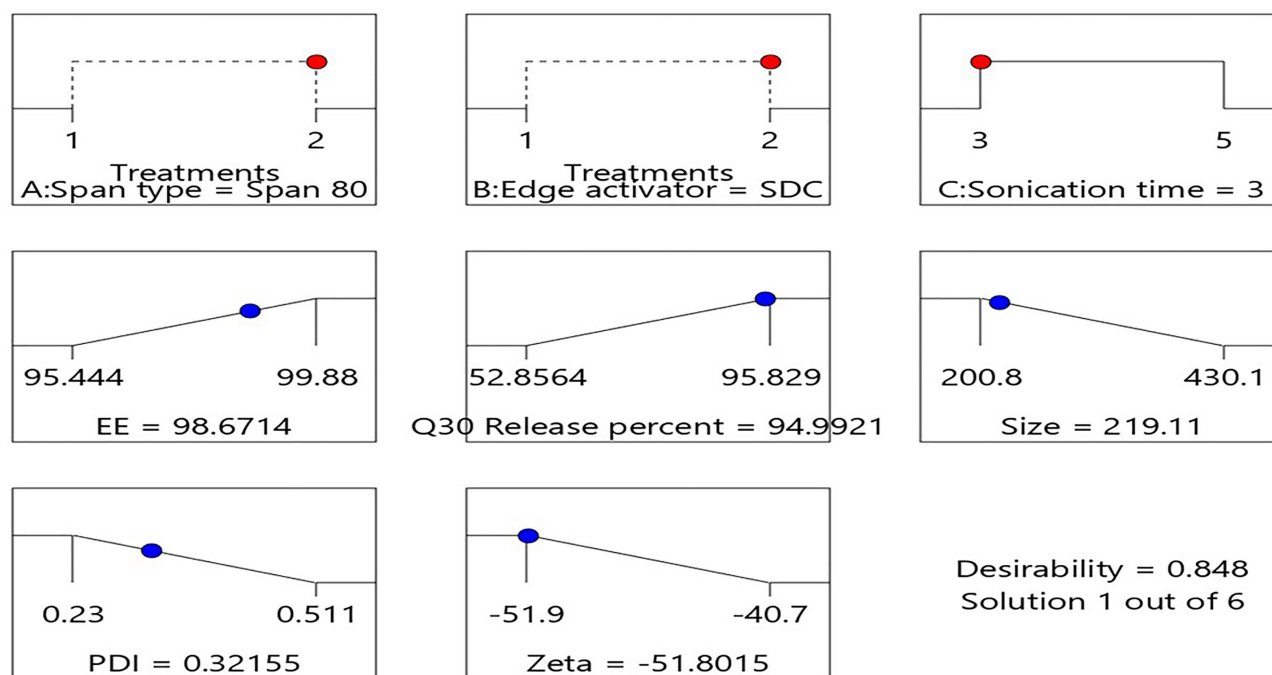 1 2
Treatments
A:Span type = Span 80
1 2
Treatments
B:Edge activator = SDC
3 5
C:Sonication time = 3
95.444 99.88
EE = 98.6714
52.8564 95.829
Q30 Release percent = 94.9921
200.8 430.1
Size = 219.11
0.23 0.511
PDI = 0.32155
-51.9 -40.7
Zeta = -51.8015
Desirability = 0.848
Solution 1 out of 6